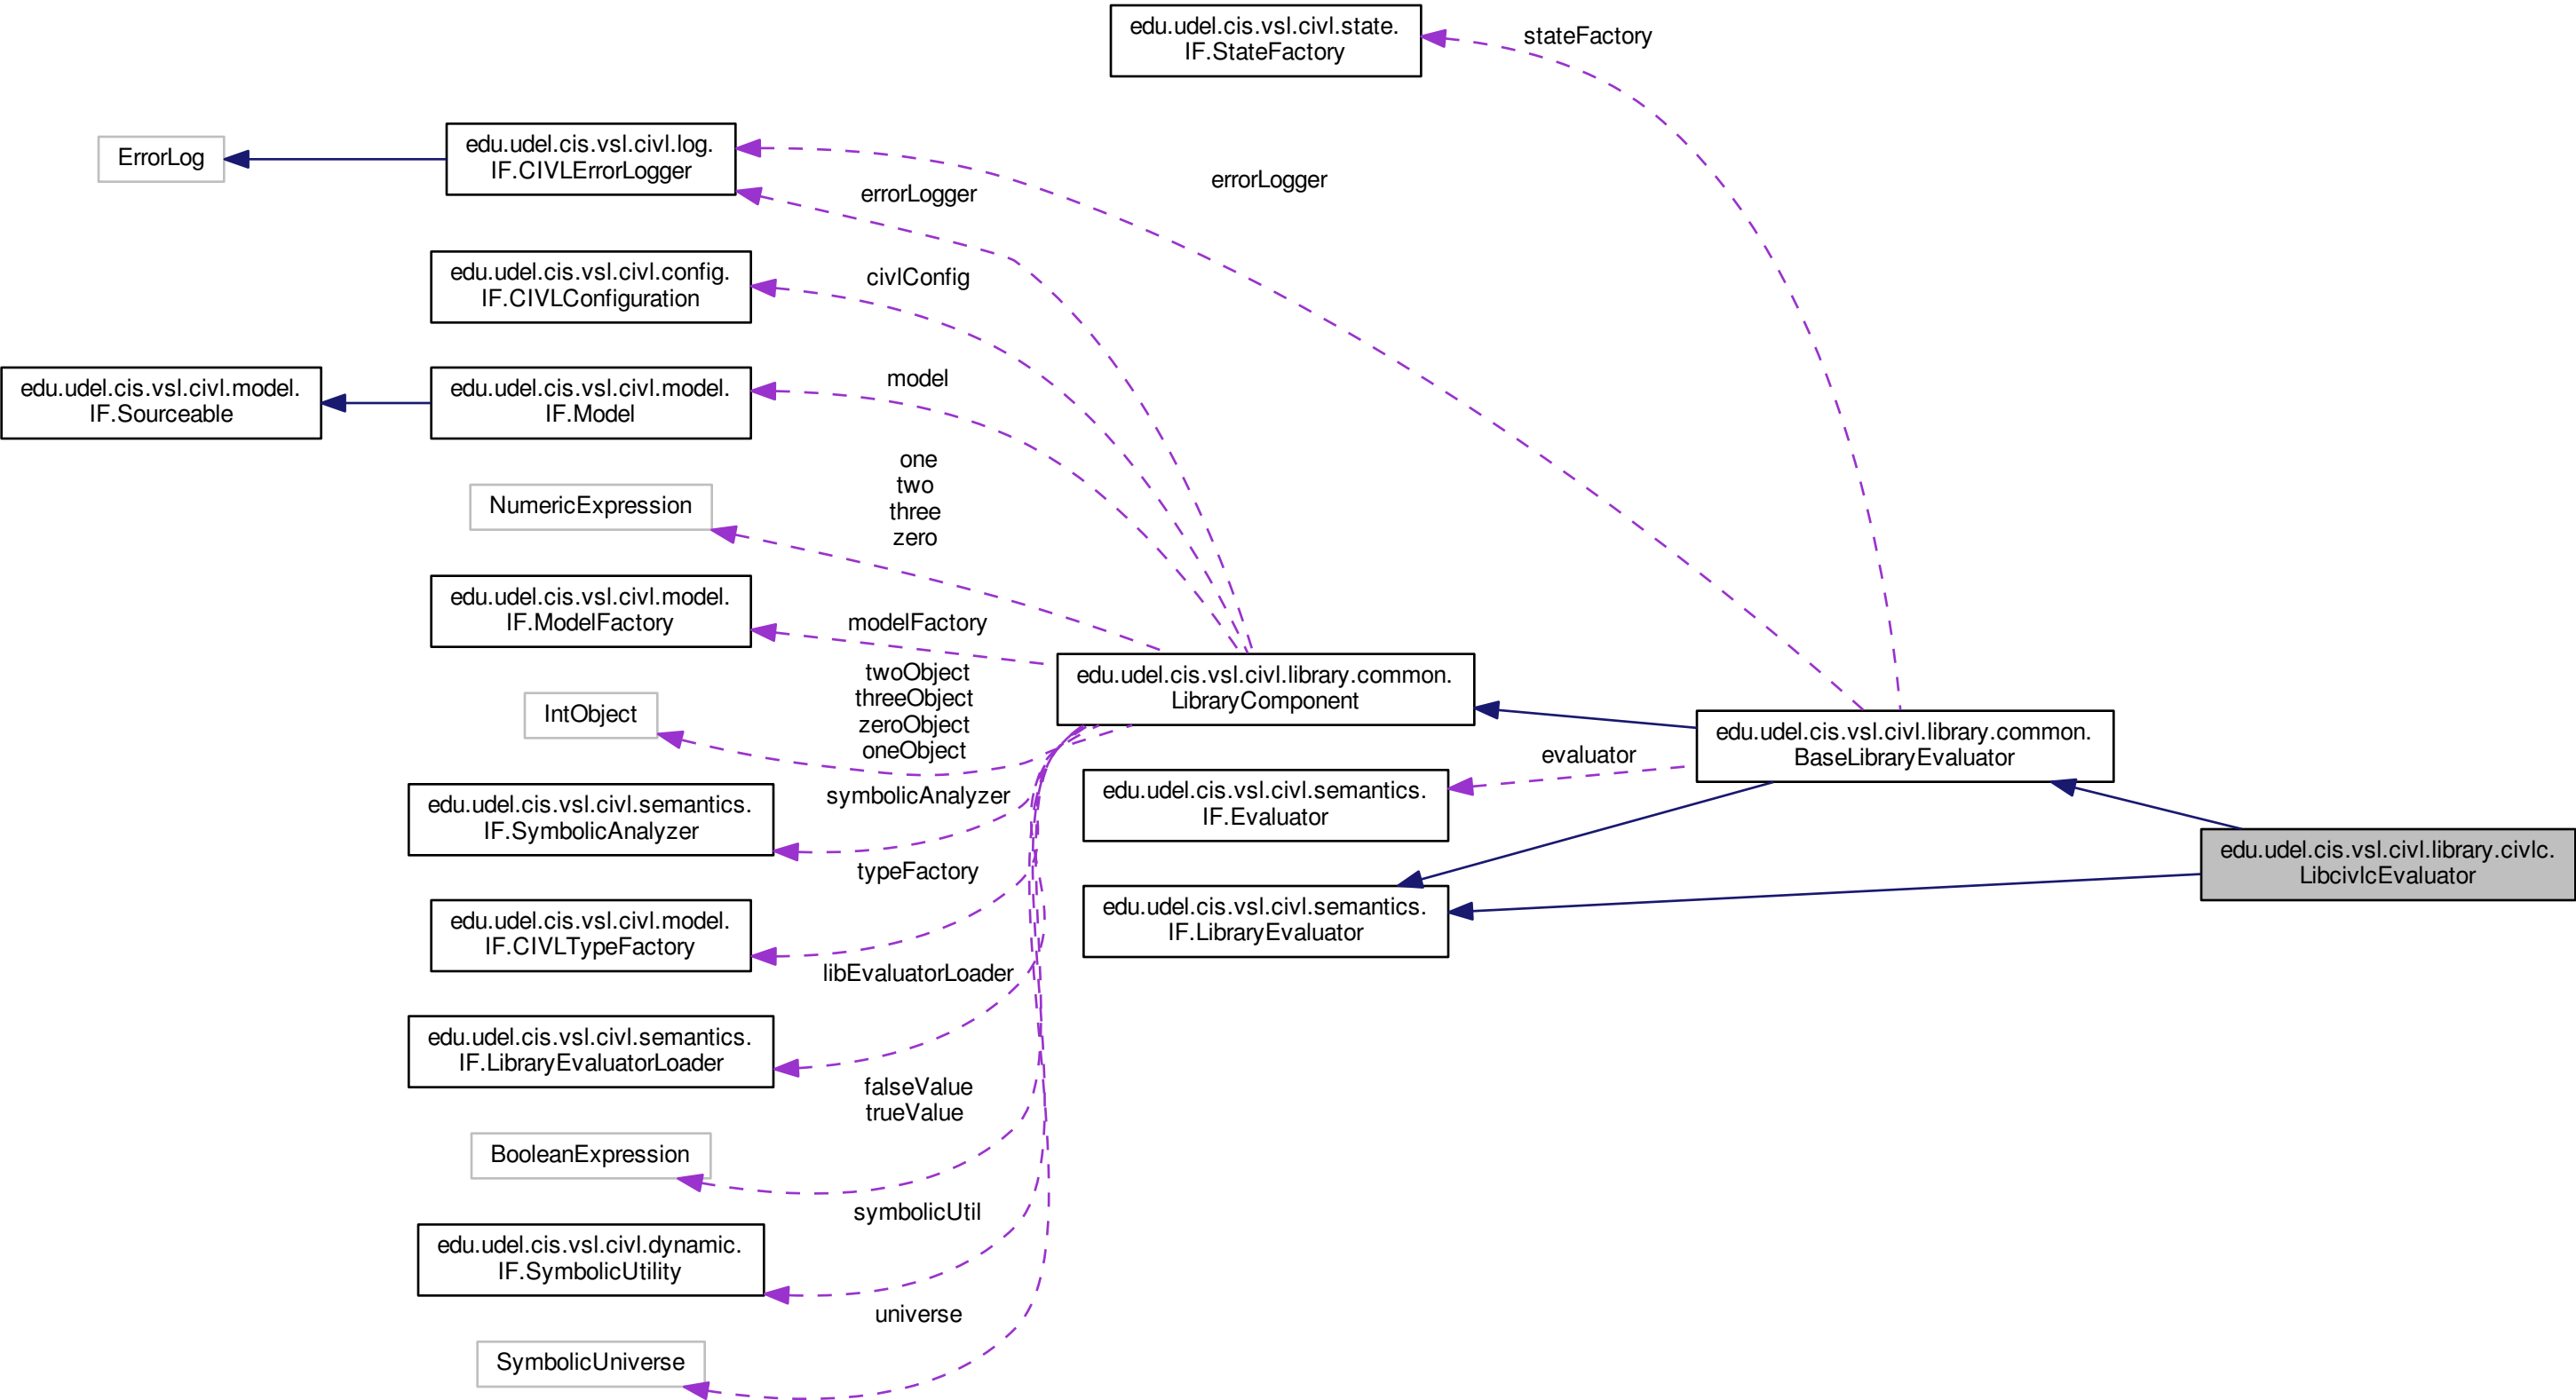 edu.udel.cis.vsl.civl.state.
IF.StateFactory
stateFactory
ErrorLog
edu.udel.cis.vsl.civl.log.
IF.CIVLErrorLogger
errorLogger
errorLogger
edu.udel.cis.vsl.civl.config.
IF.CIVLConfiguration
civlConfig
edu.udel.cis.vsl.civl.model.
IF.Sourceable
edu.udel.cis.vsl.civl.model.
IF.Model
model
NumericExpression
one
two
three
zero
edu.udel.cis.vsl.civl.model.
IF.ModelFactory
modelFactory
IntObject
twoObject
threeObject
zeroObject
oneObject
edu.udel.cis.vsl.civl.library.common.
LibraryComponent
edu.udel.cis.vsl.civl.library.common.
BaseLibraryEvaluator
evaluator
edu.udel.cis.vsl.civl.semantics.
IF.SymbolicAnalyzer
symbolicAnalyzer
edu.udel.cis.vsl.civl.semantics.
IF.Evaluator
edu.udel.cis.vsl.civl.library.civlc.
LibcivlcEvaluator
typeFactory
edu.udel.cis.vsl.civl.model.
IF.CIVLTypeFactory
edu.udel.cis.vsl.civl.semantics.
IF.LibraryEvaluator
libEvaluatorLoader
edu.udel.cis.vsl.civl.semantics.
IF.LibraryEvaluatorLoader
falseValue
trueValue
BooleanExpression
symbolicUtil
edu.udel.cis.vsl.civl.dynamic.
IF.SymbolicUtility
universe
SymbolicUniverse